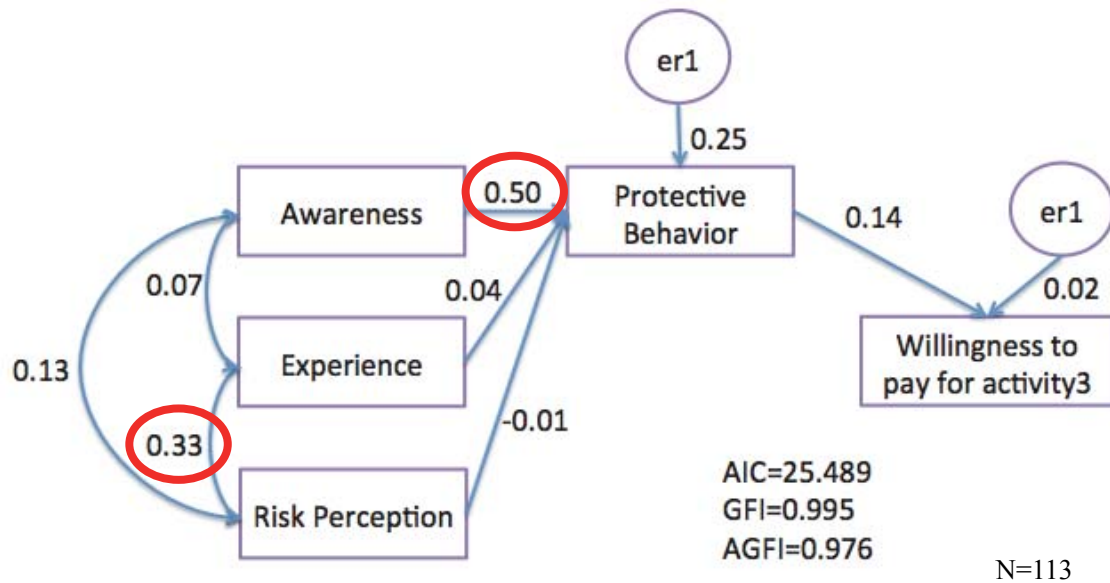 er1
0.25
Awareness
0.50
Protective
Behavior
0.14
er1
0.07
0.04
0.02
0.13
Experience
Willingness to
pay for activity3
0.33
-0.01
Risk Perception
AIC=25.489
GFI=0.995
AGFI=0.976
N=113